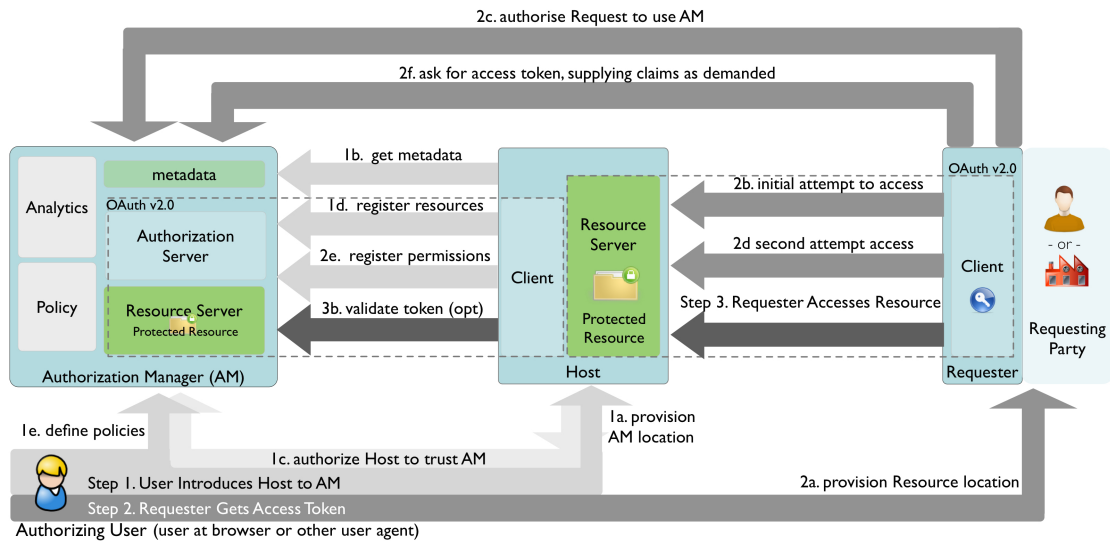 2c. authorise Request to use AM
2f. ask for access token, supplying claims as demanded
Analytics
Policy
metadata
OAuth v2.0
Authorization
Server
Resource Server
Protected Resource
Authorization Manager (AM)
1b. get metadata
1d. register resources
2e. register permissions
3b. validate token (opt)
Client
Resource
Server
Protected
Resource
Host
2b. initial attempt to access
2d second attempt access
Step 3. Requester Accesses Resource
OAuth v2.0
Client
Requester
- or -
Requesting
Party
1e. define policies
1a. provision
AM location
1c. authorize Host to trust AM
Step 1. User Introduces Host to AM
2a. provision Resource location
Step 2. Requester Gets Access Token
Authorizing User (user at browser or other user agent)